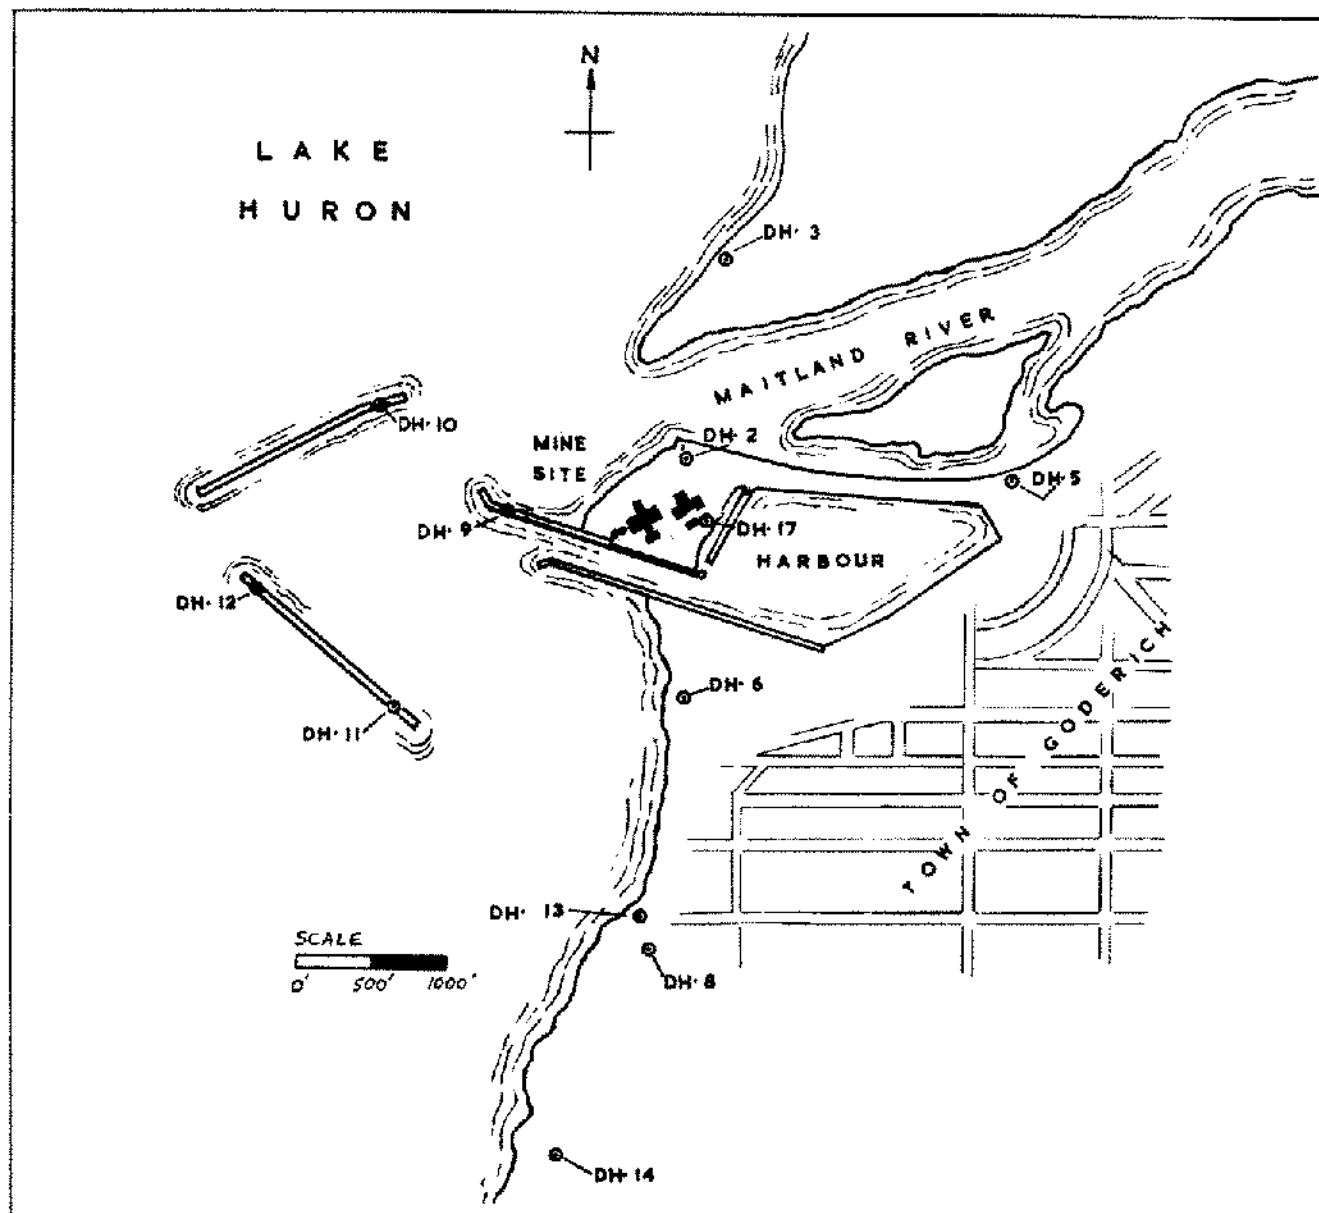 N
LAKE
HURON
DH· 3
MAITLAND RIVER
DH·10
MINE
SITE
DH· 2
DH·5
DH·9
DH·17
HARBOUR
DH·12
DH·6
DH·11
TOWN OF GODERICH
DH· 13
SCALE
0' 500' 1000'
DH·8
DH·14